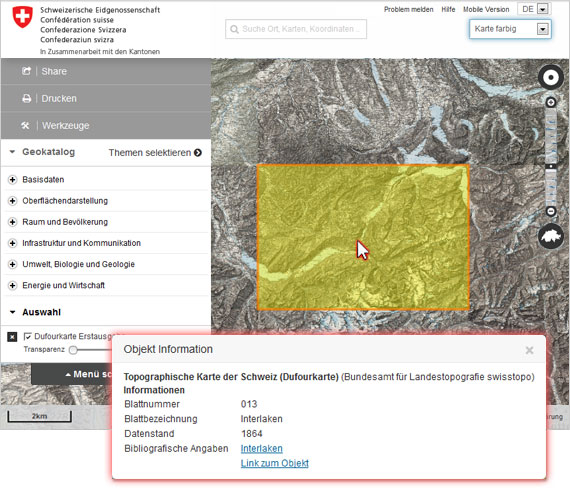 Schweizerische Eidgenossenschaft
Confédération suisse
Confederazione Svizzera
Confederaziun svizra
In Zusammenarbeit mit den Kantonen
Problem melden Hilfe Mobile Version DE
Suche Ort, Karten, Koordinaten ...
Karte farbig
Share
Drucken
Werkzeuge
Geokatalog Themen selektieren
Basisdaten
Oberflächendarstellung
Raum und Bevölkerung
Infrastruktur und Kommunikation
Umwelt, Biologie und Geologie
Energie und Wirtschaft
Auswahl
Dufourkarte Erstausga
Transparenz
Menü sc
2km
Objekt Information
Topographische Karte der Schweiz (Dufourkarte) (Bundesamt für Landestopografie swisstopo)
Informationen
Blattnummer 013
Blattbezeichnung Interlaken
Datenstand 1864
Bibliografische Angaben Interlaken
Link zum Objekt